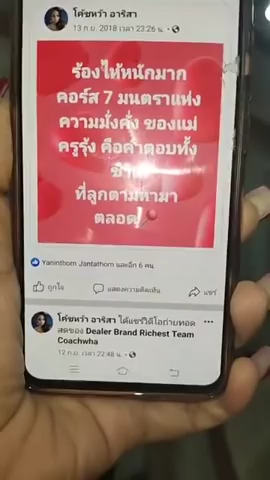 โค้ชหว้า อาริสา
13 ก.ย. 2018 เวลา 23:26 น.
ร้องไห้หนักมาก
คอร์ส 7 มนตราแห่ง
ความมั่งคั่ง ของแม่
ครูรุ้ง คือคำตอบทั้ง
ที่ลูกตามหามา
ตลอด
Yaninthorn Jantathorn และอีก 6 คน
ถูกใจ
แสดงความคิดเห็น
แชร์
โค้ชหว้า อาริสา ได้แชร์วิดีโอถ่ายทอด
สดของ Dealer Brand Richest Team
Coachwha
12 ก.ย. เวลา 22:48 น.